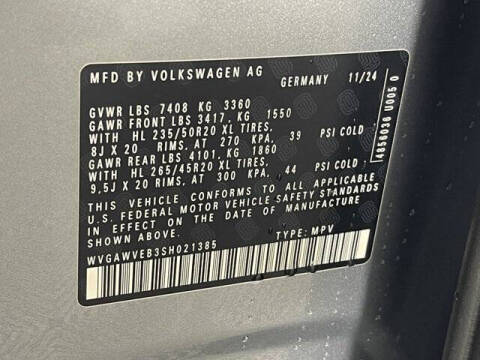 MFD BY VOLKSWAGEN AG GERMANY 11/24
GVWR LBS 7408 KG 3360
GAWR FRONT LBS 3417, KG 1550
WITH HL 235/50R20 XL TIRES,
8J X 20 RIMS, AT 270 KPA, 39 PSI COLD
GAWR REAR LBS 4101, KG 1860
WITH HL 265/45R20 XL TIRES,
9.5J X 20 RIMS, AT 300 KPA, 44 PSI COLD
THIS VEHICLE CONFORMS TO ALL APPLICABLE
U.S. FEDERAL MOTOR VEHICLE SAFETY STANDARDS
IN EFFECT ON THE DATE OF MANUFACTURE
SHOWN ABOVE.
WVGAWVEB3SH021385 TYPE: MPV
4856036 U005 0